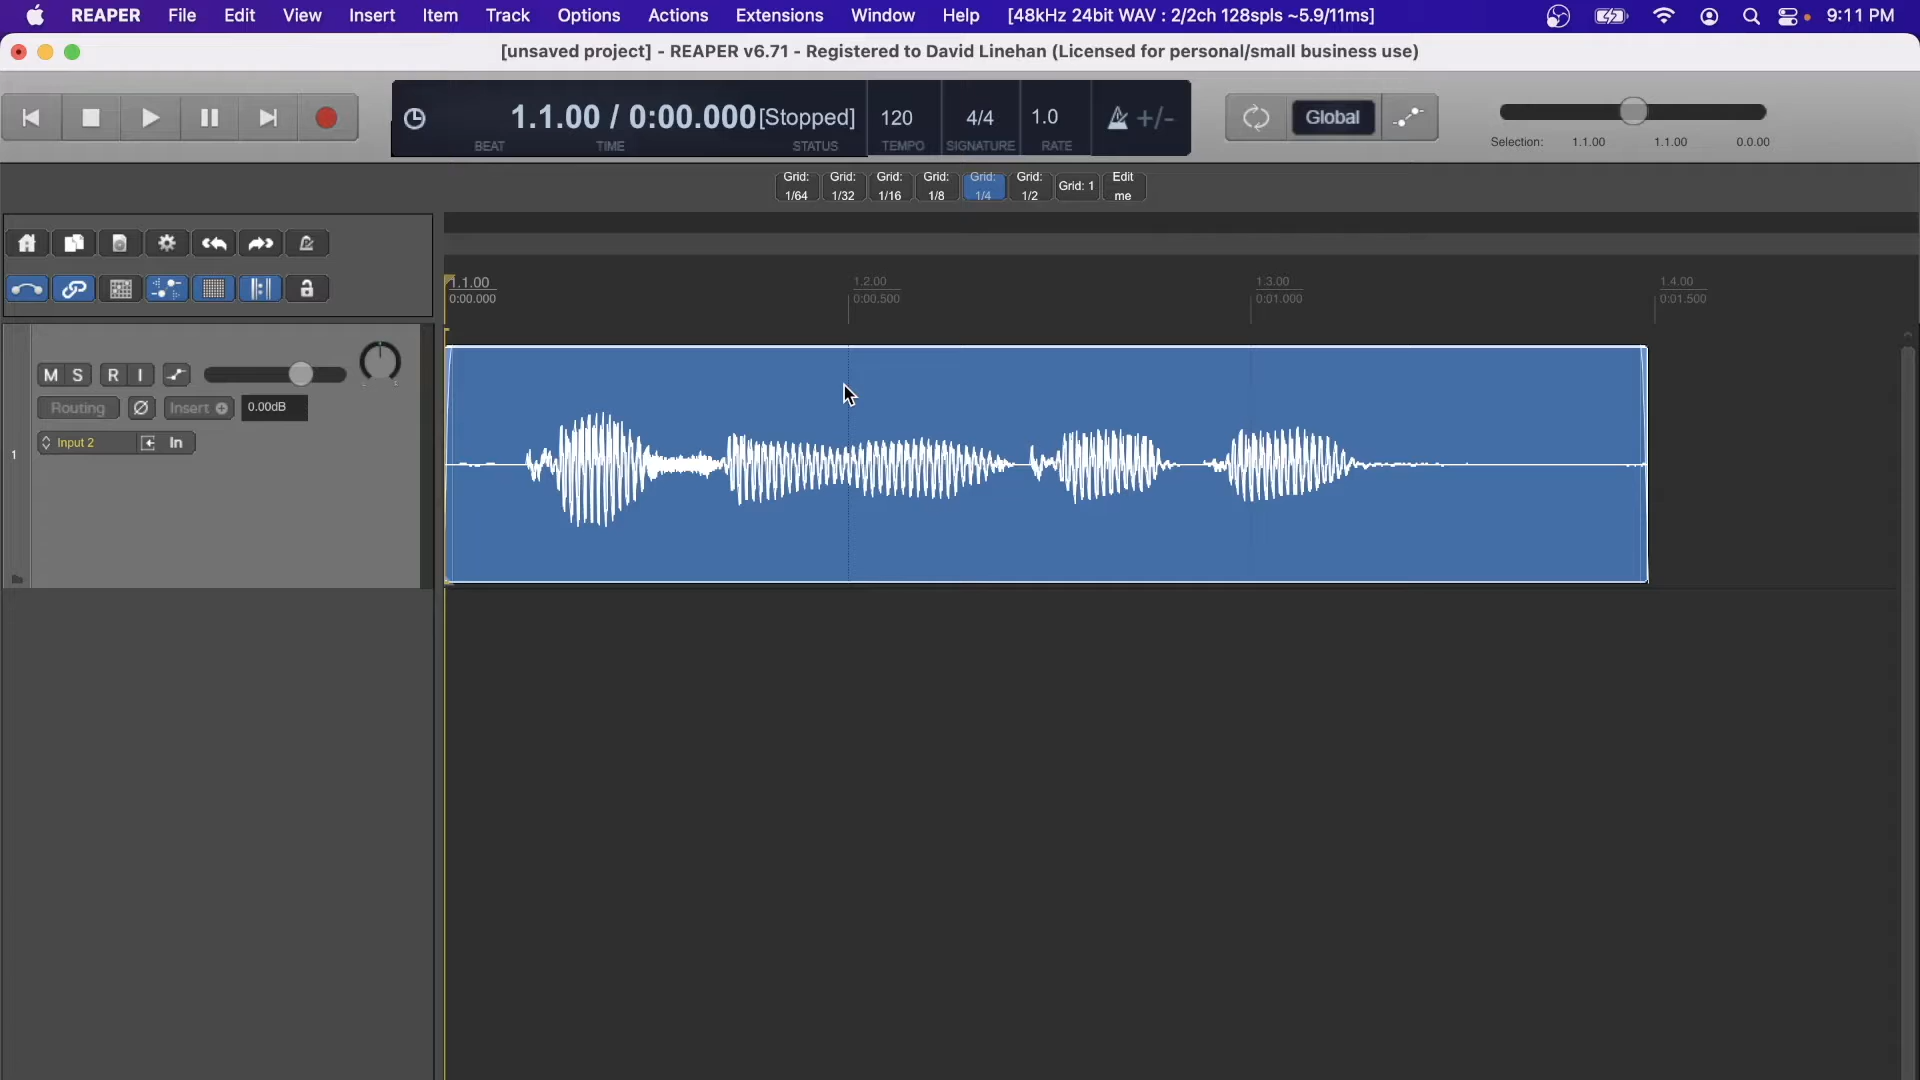 REAPER File Edit View Insert Item Track Options Actions Extensions Window Help [48kHz 24bit WAV : 2/2ch 128spls ~5.9/11ms] 9:11 PM
[unsaved project] - REAPER v6.71 - Registered to David Linehan (Licensed for personal/small business use)
1.1.00 / 0:00.000 [Stopped] 120 4/4 1.0 +/- Global
BEAT TIME STATUS TEMPO SIGNATURE RATE
Selection: 1.1.00 1.1.00 0.0.00
Grid: 1/64
Grid: 1/32
Grid: 1/16
Grid: 1/8
Grid: 1/4
Grid: 1/2
Grid: 1
Edit me
1.1.00 1.2.00 1.3.00 1.4.00
0:00.000 0:00.500 0:01.000 0:01.500
M S R I
Routing Ø Insert 0.00dB
Input 2 In
1